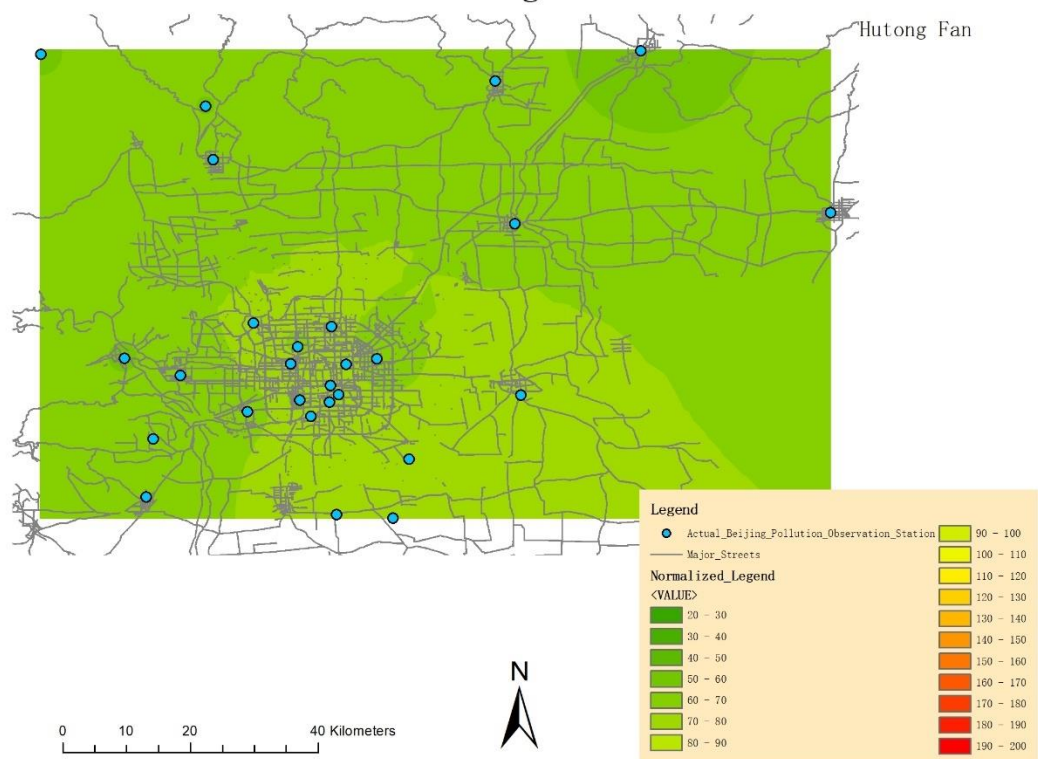 Hutong Fan
Legend
Actual_Beijing_Pollution_Observation_Station
Major_Streets
Normalized_Legend
<VALUE>
20 - 30
30 - 40
40 - 50
50 - 60
60 - 70
70 - 80
80 - 90
90 - 100
100 - 110
110 - 120
120 - 130
130 - 140
140 - 150
150 - 160
160 - 170
170 - 180
180 - 190
190 - 200
N
0 10 20 40 Kilometers